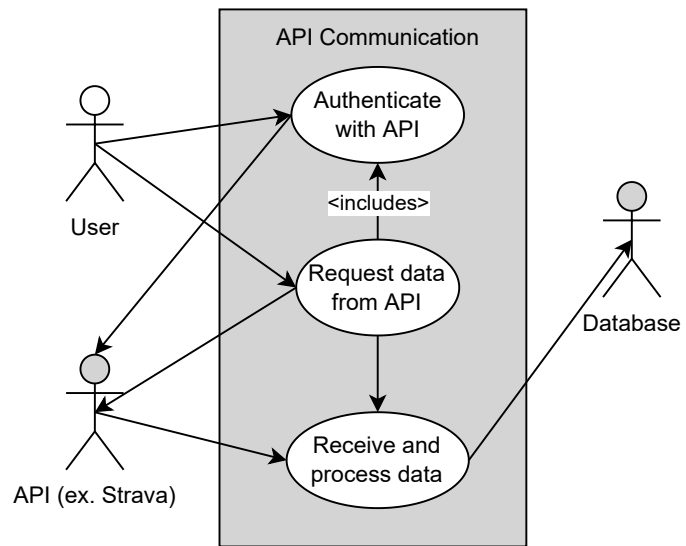 API Communication
Authenticate
with API
User
<includes>
Request data
from API
Database
Receive and
process data
API (ex. Strava)